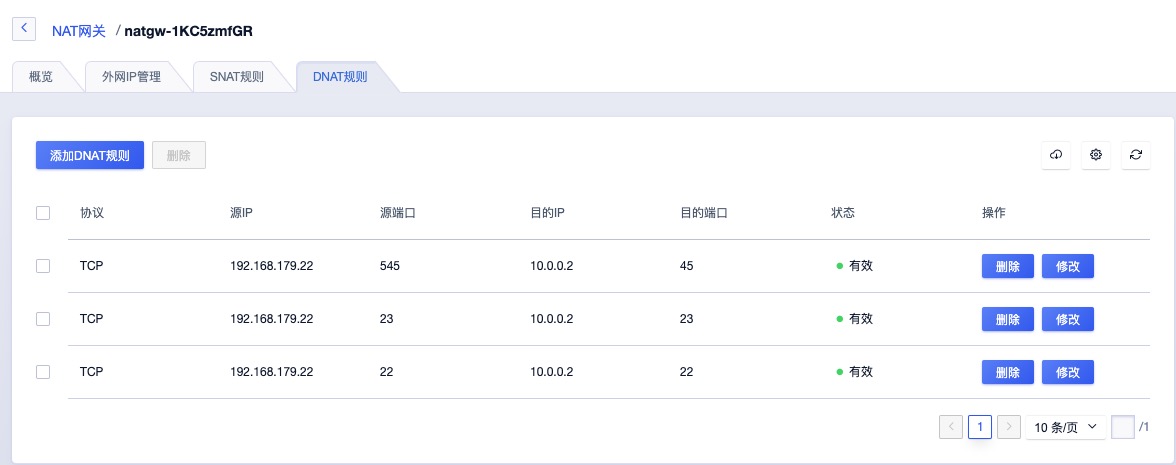 NAT网关 / natgw-1KC5zmfGR
概览 外网IP管理 SNAT规则 DNAT规则
添加DNAT规则 删除
协议 源IP 源端口 目的IP 目的端口 状态 操作
TCP 192.168.179.22 545 10.0.0.2 45 有效 删除 修改
TCP 192.168.179.22 23 10.0.0.2 23 有效 删除 修改
TCP 192.168.179.22 22 10.0.0.2 22 有效 删除 修改
1 10 条/页 /1